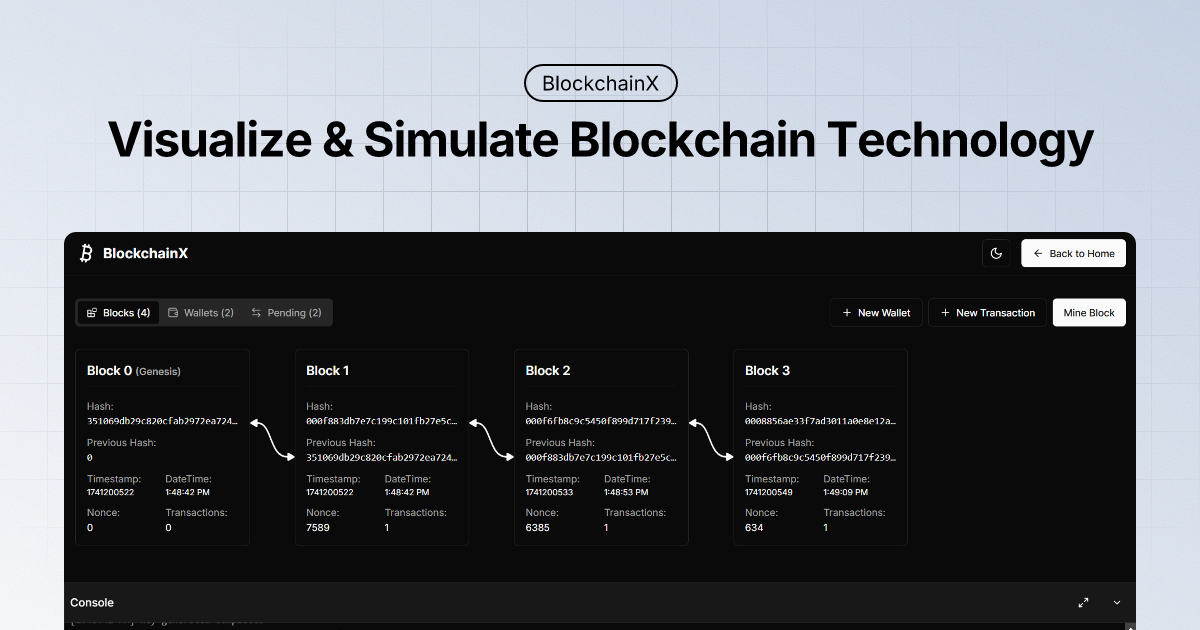 BlockchainX
Visualize & Simulate Blockchain Technology
BlockchainX
Back to Home
Blocks (4) Wallets (2) Pending (2)
New Wallet New Transaction Mine Block
Block 0 (Genesis)
Hash:
351069db29c820cfab2972ea724…
Previous Hash:
0
Timestamp: DateTime:
1741200522 1:48:42 PM
Nonce: Transactions:
0 0
Block 1
Hash:
000f883db7e7c199c101fb27e5c…
Previous Hash:
351069db29c820cfab2972ea724…
Timestamp: DateTime:
1741200522 1:48:42 PM
Nonce: Transactions:
7589 1
Block 2
Hash:
000f6fb8c9c5450f899d717f239…
Previous Hash:
000f883db7e7c199c101fb27e5c…
Timestamp: DateTime:
1741200533 1:48:53 PM
Nonce: Transactions:
6385 1
Block 3
Hash:
0008856ae33f7ad3011a0e8e12a…
Previous Hash:
000f6fb8c9c5450f899d717f239…
Timestamp: DateTime:
1741200549 1:49:09 PM
Nonce: Transactions:
634 1
Console